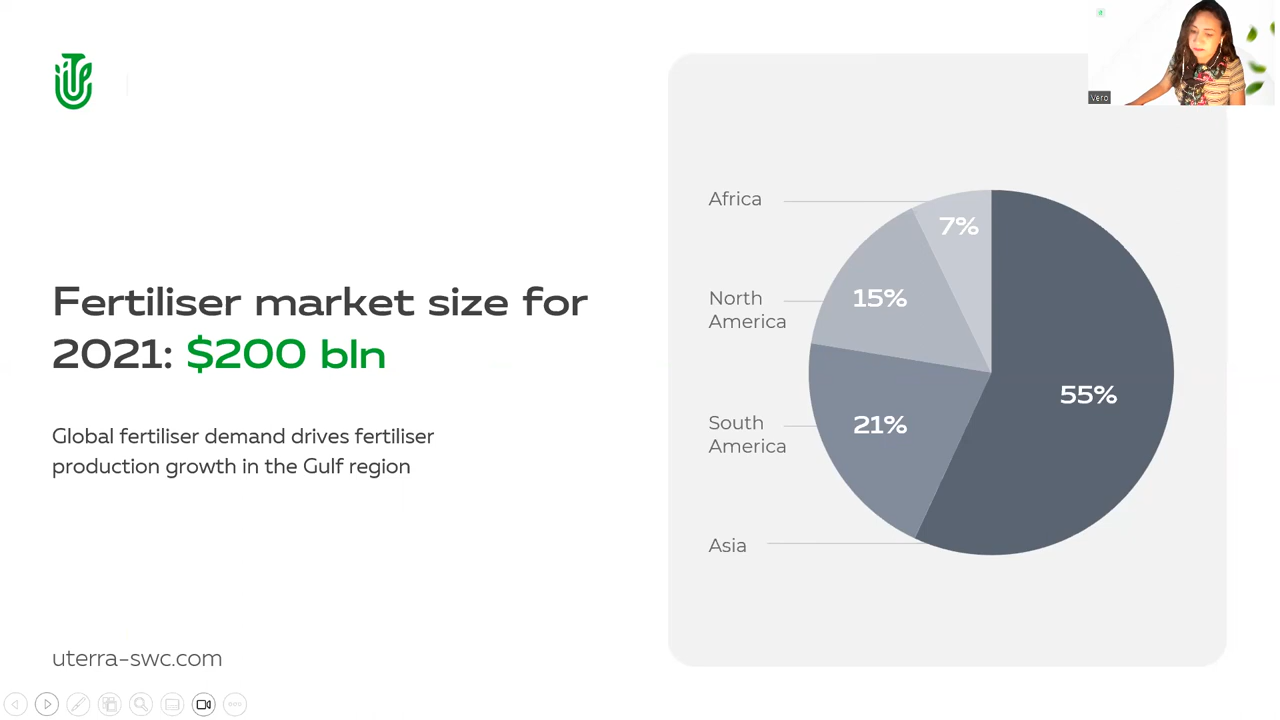 Vero
Fertiliser market size for
2021: $200 bln
Global fertiliser demand drives fertiliser
production growth in the Gulf region
uterra-swc.com
Africa
7%
North
America
15%
South
America
21%
Asia
55%